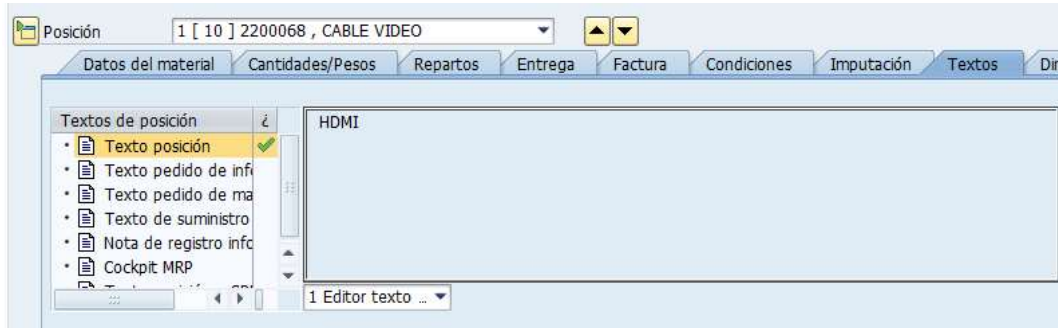 Posición 1 [ 10 ] 2200068 , CABLE VIDEO
Datos del material Cantidades/Pesos Repartos Entrega Factura Condiciones Imputación Textos Dir
Textos de posición ¿ HDMI
Texto posición
Texto pedido de info
Texto pedido de ma
Texto de suministro
Nota de registro info
Cockpit MRP
1 Editor texto ...